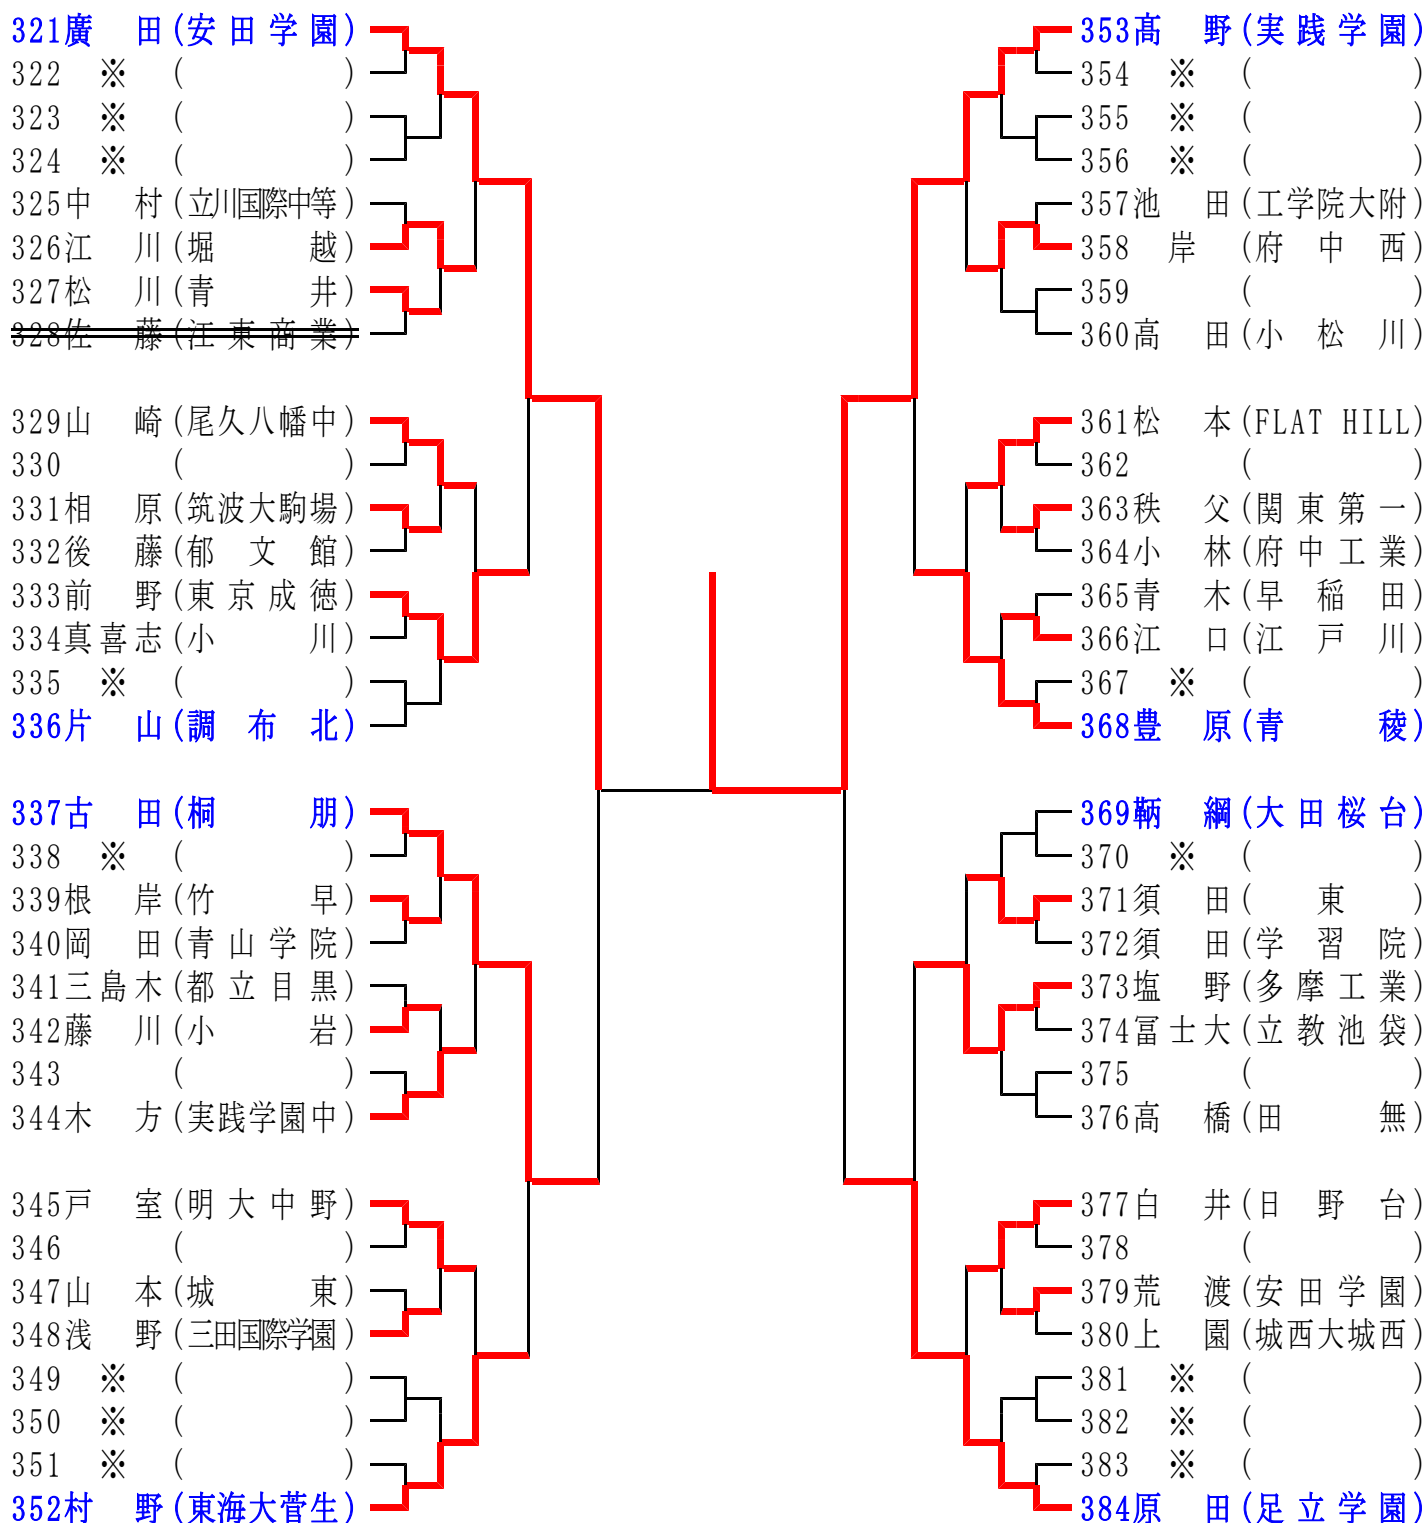 321廣　田(安田学園)
322　※　(　　　　)
323　※　(　　　　)
324　※　(　　　　)
325中　村(立川国際中等)
326江　川(堀　　越)
327松　川(青　　井)
328佐　藤(江東商業)
329山　崎(尾久八幡中)
330　　　(　　　　)
331相　原(筑波大駒場)
332後　藤(郁文館)
333前　野(東京成徳)
334真喜志(小　　川)
335　※　(　　　　)
336片　山(調布北)
337古　田(桐　　朋)
338　※　(　　　　)
339根　岸(竹　　早)
340岡　田(青山学院)
341三島木(都立目黒)
342藤　川(小　　岩)
343　　　(　　　　)
344木　方(実践学園中)
345戸　室(明大中野)
346　　　(　　　　)
347山　本(城　　東)
348浅　野(三田国際学園)
349　※　(　　　　)
350　※　(　　　　)
351　※　(　　　　)
352村　野(東海大菅生)
353髙　野(実践学園)
354　※　(　　　　)
355　※　(　　　　)
356　※　(　　　　)
357池　田(工学院大附)
358　岸　(府中西)
359　　　(　　　　)
360高　田(小松川)
361松　本(FLAT HILL)
362　　　(　　　　)
363秩　父(関東第一)
364小　林(府中工業)
365青　木(早稲田)
366江　口(江戸川)
367　※　(　　　　)
368豊　原(青　　稜)
369鞆　綱(大田桜台)
370　※　(　　　　)
371須　田(　東　)
372須　田(学習院)
373塩　野(多摩工業)
374冨士大(立教池袋)
375　　　(　　　　)
376高　橋(田　　無)
377白　井(日野台)
378　　　(　　　　)
379荒　渡(安田学園)
380上　園(城西大城西)
381　※　(　　　　)
382　※　(　　　　)
383　※　(　　　　)
384原　田(足立学園)